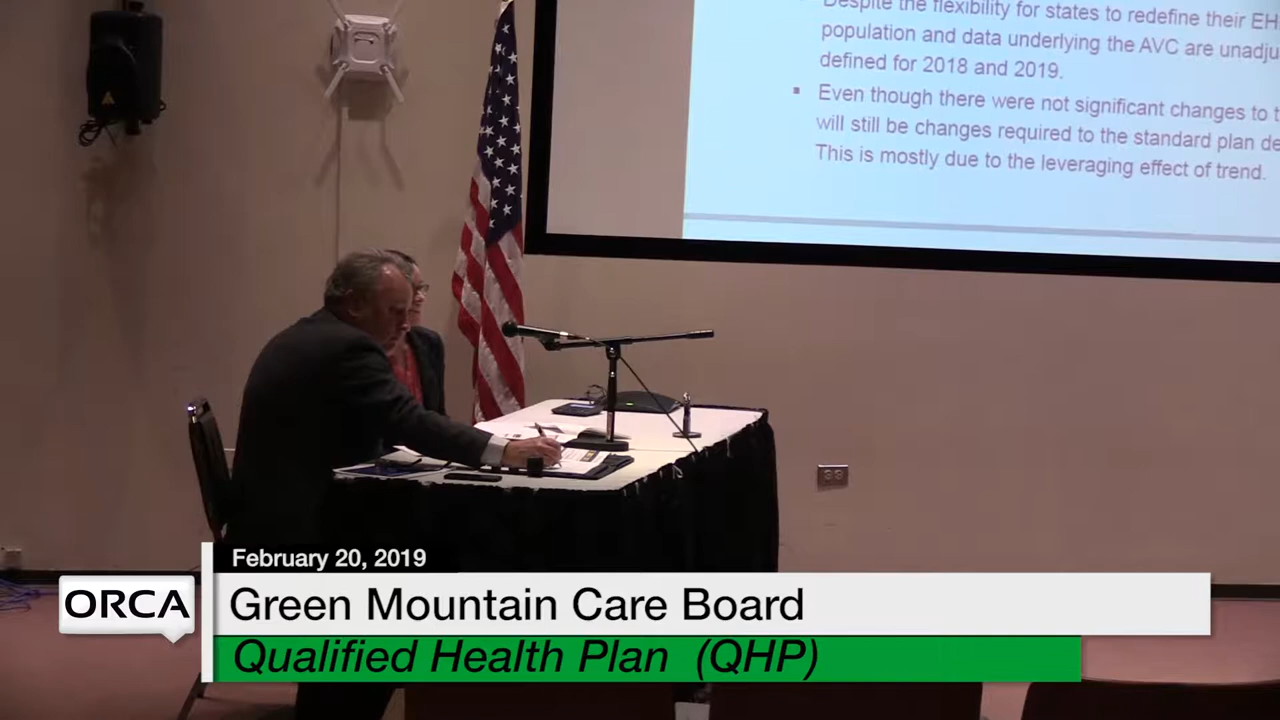 Despite the flexibility for states to redefine their EH
population and data underlying the AVC are unadju
defined for 2018 and 2019.
Even though there were not significant changes to t
will still be changes required to the standard plan de
This is mostly due to the leveraging effect of trend.
February 20, 2019
ORCA
Green Mountain Care Board
Qualified Health Plan (QHP)